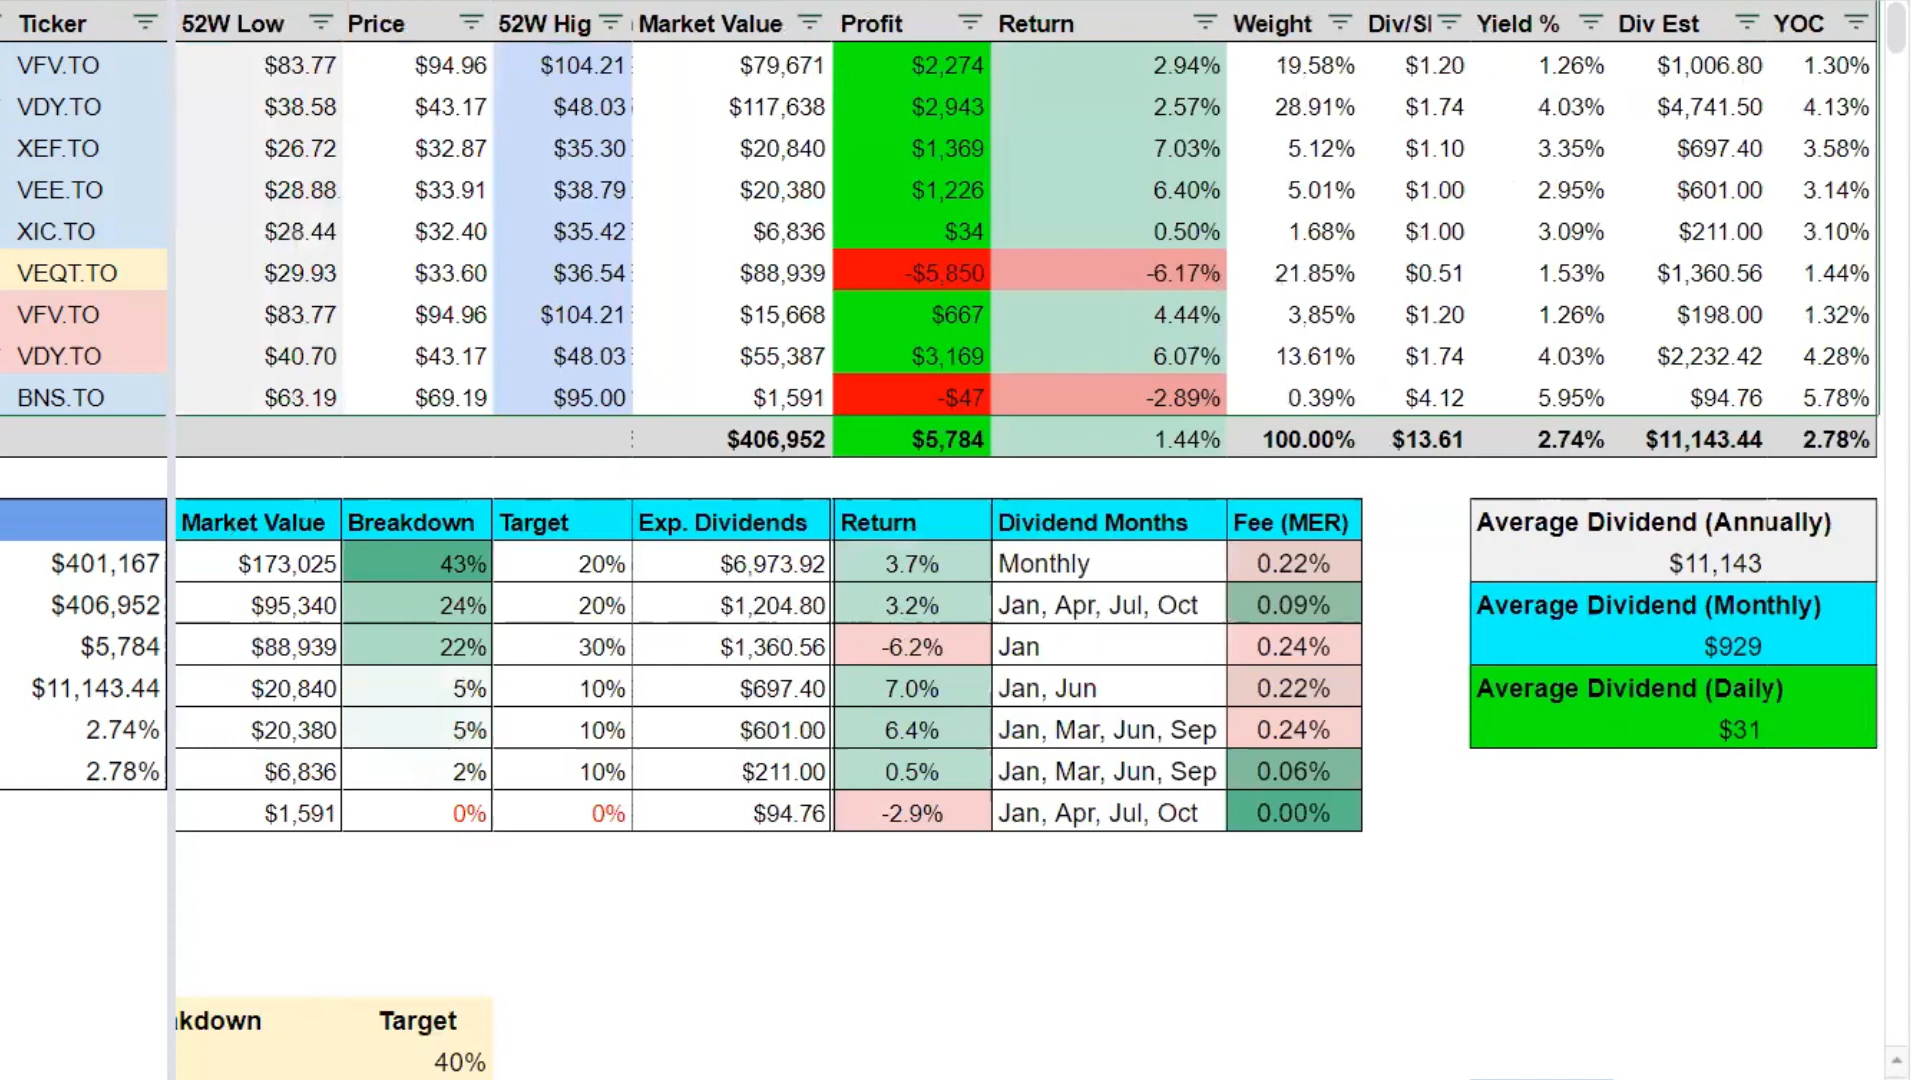 Ticker 52W Low Price 52W Hig Market Value Profit Return Weight Div/Sl Yield % Div Est YOC
VFV.TO $83.77 $94.96 $104.21 $79,671 $2,274 2.94% 19.58% $1.20 1.26% $1,006.80 1.30%
VDY.TO $38.58 $43.17 $48.03 $117,638 $2,943 2.57% 28.91% $1.74 4.03% $4,741.50 4.13%
XEF.TO $26.72 $32.87 $35.30 $20,840 $1,369 7.03% 5.12% $1.10 3.35% $697.40 3.58%
VEE.TO $28.88 $33.91 $38.79 $20,380 $1,226 6.40% 5.01% $1.00 2.95% $601.00 3.14%
XIC.TO $28.44 $32.40 $35.42 $6,836 $34 0.50% 1.68% $1.00 3.09% $211.00 3.10%
VEQT.TO $29.93 $33.60 $36.54 $88,939 -$5,850 -6.17% 21.85% $0.51 1.53% $1,360.56 1.44%
VFV.TO $83.77 $94.96 $104.21 $15,668 $667 4.44% 3.85% $1.20 1.26% $198.00 1.32%
VDY.TO $40.70 $43.17 $48.03 $55,387 $3,169 6.07% 13.61% $1.74 4.03% $2,232.42 4.28%
BNS.TO $63.19 $69.19 $95.00 $1,591 -$47 -2.89% 0.39% $4.12 5.95% $94.76 5.78%
$406,952 $5,784 1.44% 100.00% $13.61 2.74% $11,143.44 2.78%
Market Value Breakdown Target Exp. Dividends Return Dividend Months Fee (MER) Average Dividend (Annually)
$401,167 $173,025 43% 20% $6,973.92 3.7% Monthly 0.22% $11,143
$406,952 $95,340 24% 20% $1,204.80 3.2% Jan, Apr, Jul, Oct 0.09% Average Dividend (Monthly)
$5,784 $88,939 22% 30% $1,360.56 -6.2% Jan 0.24% $929
$11,143.44 $20,840 5% 10% $697.40 7.0% Jan, Jun 0.22% Average Dividend (Daily)
2.74% $20,380 5% 10% $601.00 6.4% Jan, Mar, Jun, Sep 0.24% $31
2.78% $6,836 2% 10% $211.00 0.5% Jan, Mar, Jun, Sep 0.06%
$1,591 0% 0% $94.76 -2.9% Jan, Apr, Jul, Oct 0.00%
kdown Target
40%